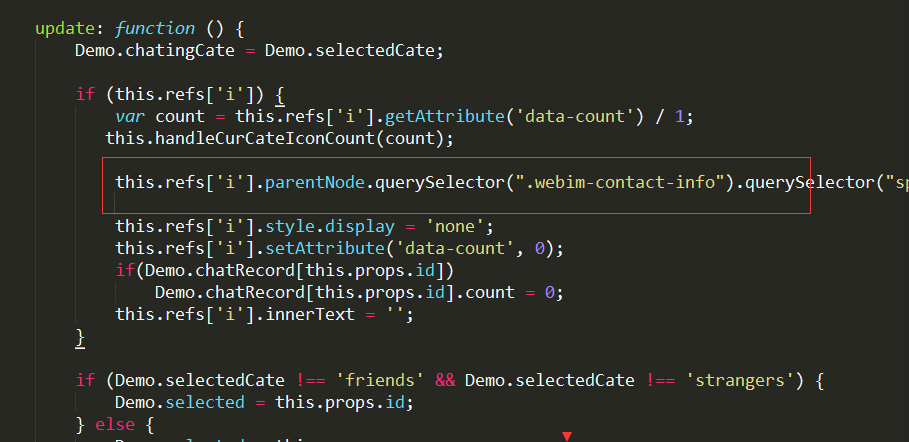 update: function () {
Demo.chatingCate = Demo.selectedCate;
if (this.refs['i']) {
var count = this.refs['i'].getAttribute('data-count') / 1;
this.handleCurCateIconCount(count);
this.refs['i'].parentNode.querySelector(".webim-contact-info").querySelector("sp
this.refs['i'].style.display = 'none';
this.refs['i'].setAttribute('data-count', 0);
if(Demo.chatRecord[this.props.id])
Demo.chatRecord[this.props.id].count = 0;
this.refs['i'].innerText = '';
}
if (Demo.selectedCate !== 'friends' && Demo.selectedCate !== 'strangers') {
Demo.selected = this.props.id;
} else {